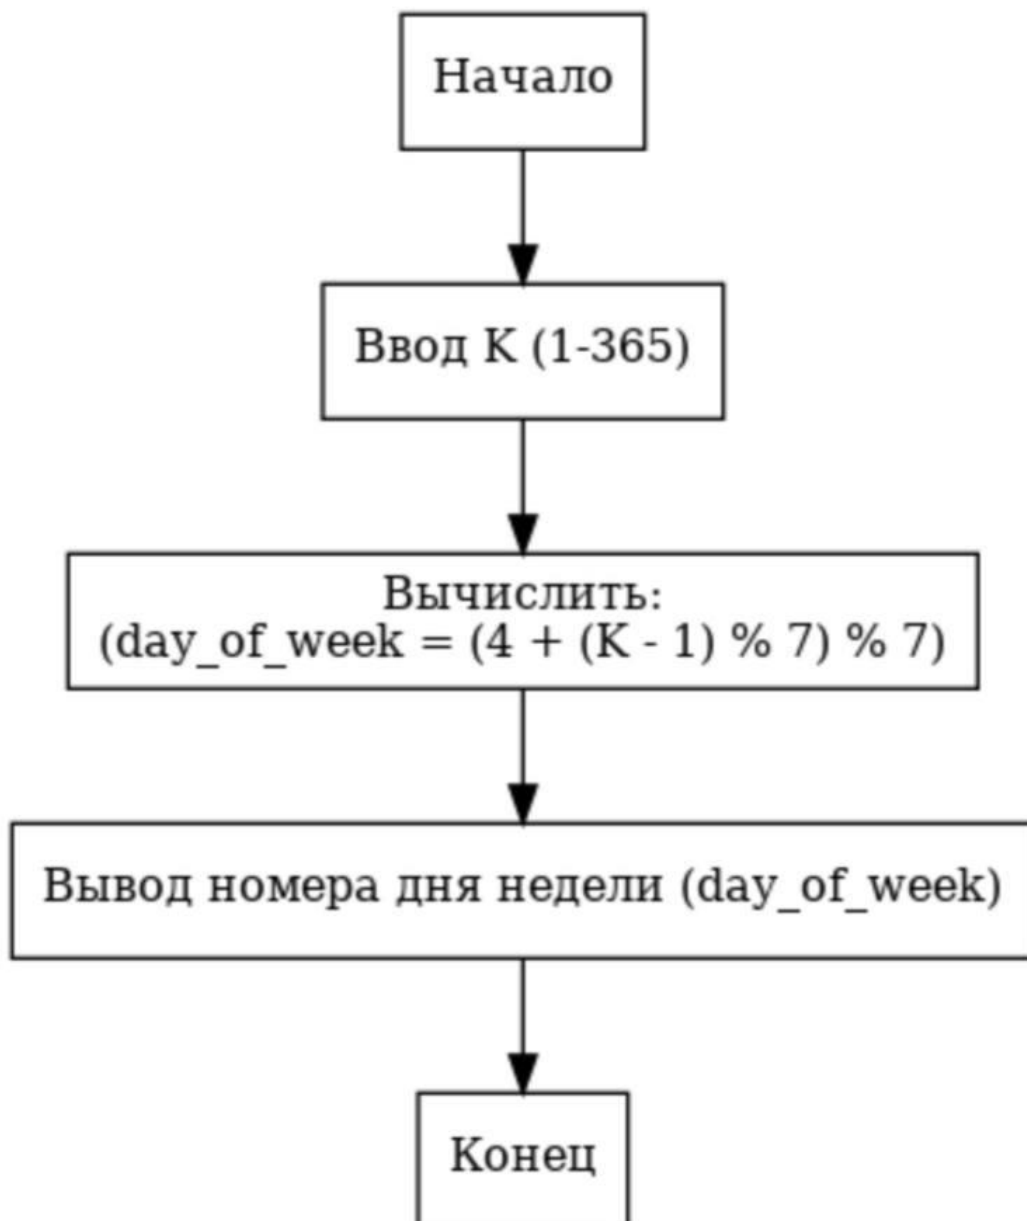 Начало
Ввод K (1-365)
Вычислить:
(day_of_week = (4 + (K - 1) % 7) % 7)
Вывод номера дня недели (day_of_week)
Конец